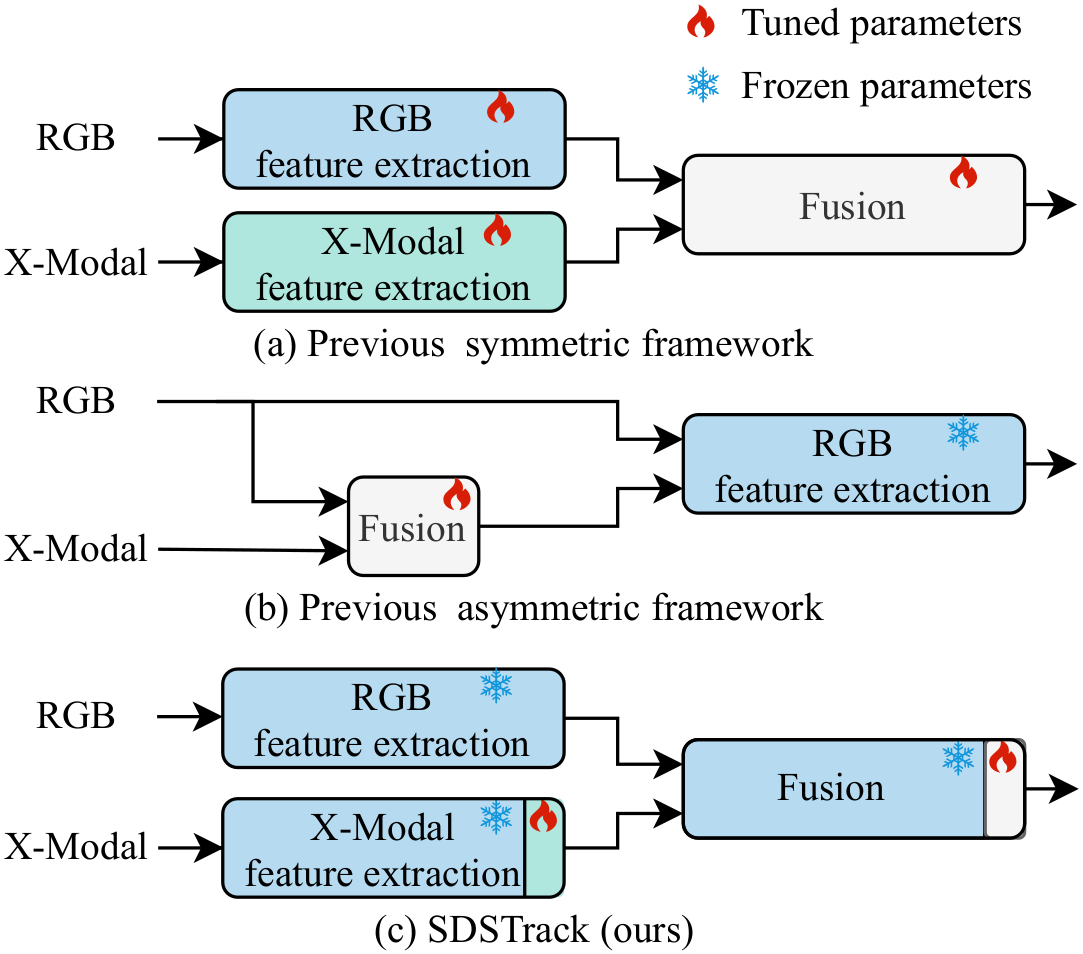 Tuned parameters
Frozen parameters
RGB
RGB
feature extraction
X-Modal
X-Modal
feature extraction
Fusion
(a) Previous symmetric framework
RGB
X-Modal
Fusion
RGB
feature extraction
(b) Previous asymmetric framework
RGB
RGB
feature extraction
X-Modal
X-Modal
feature extraction
Fusion
(c) SDSTrack (ours)